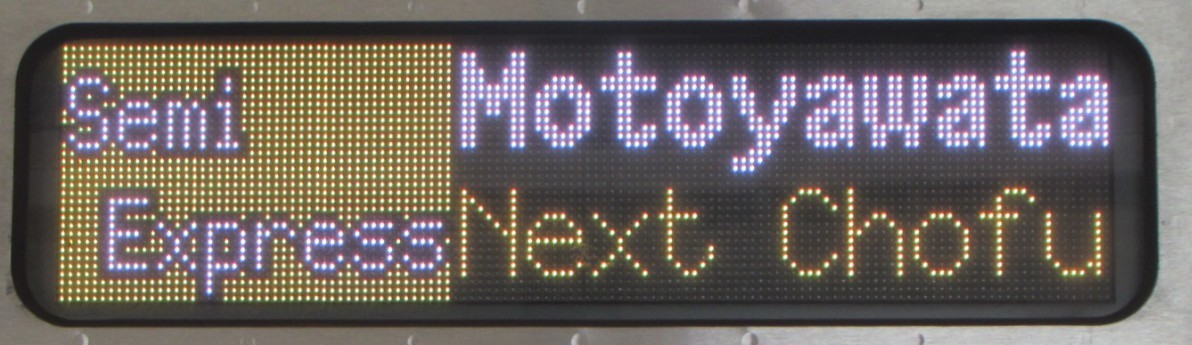 Semi
Express
Motoyawata
Next Chofu